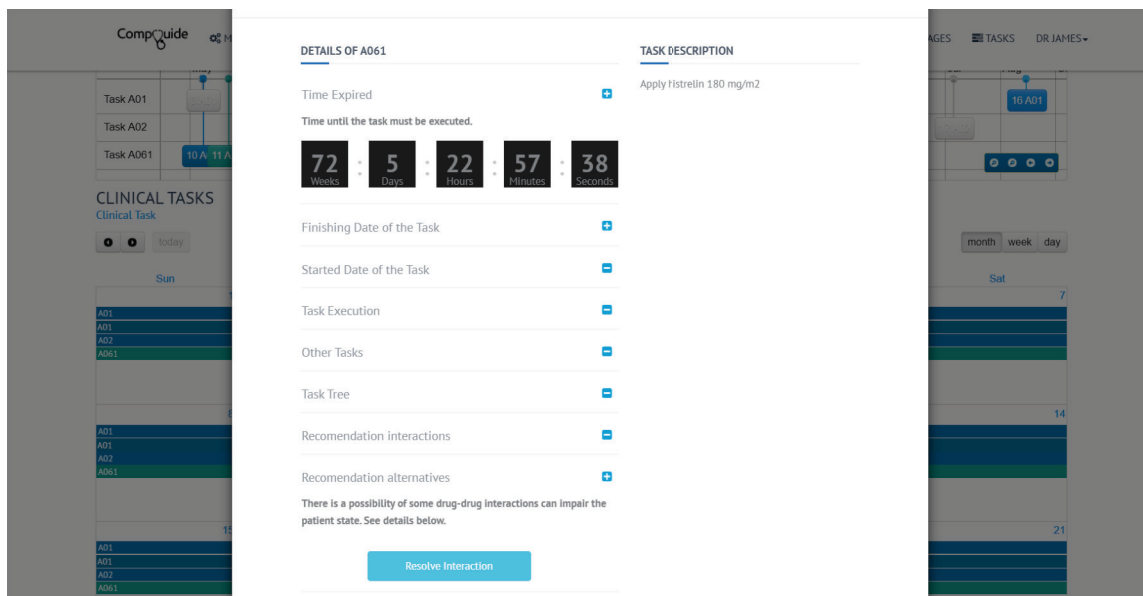 Compguide
AGES
TASKS
DR JAMES
Task A01
16 A01
Task A02
Task A061
10 A
11 A
CLINICAL TASKS
Clinical Task
today
month week day
Sun
Sat
7
A01
A01
A02
A061
8
14
A01
A01
A02
A061
15
21
A01
A01
A02
A061
DETAILS OF A061
Time Expired
Time until the task must be executed.
72 : 5 : 22 : 57 : 38
Weeks Days Hours Minutes Seconds
Finishing Date of the Task
Started Date of the Task
Task Execution
Other Tasks
Task Tree
Recomendation interactions
Recomendation alternatives
There is a possibility of some drug-drug interactions can impair the
patient state. See details below.
Resolve Interaction
TASK DESCRIPTION
Apply Histrelin 180 mg/m2